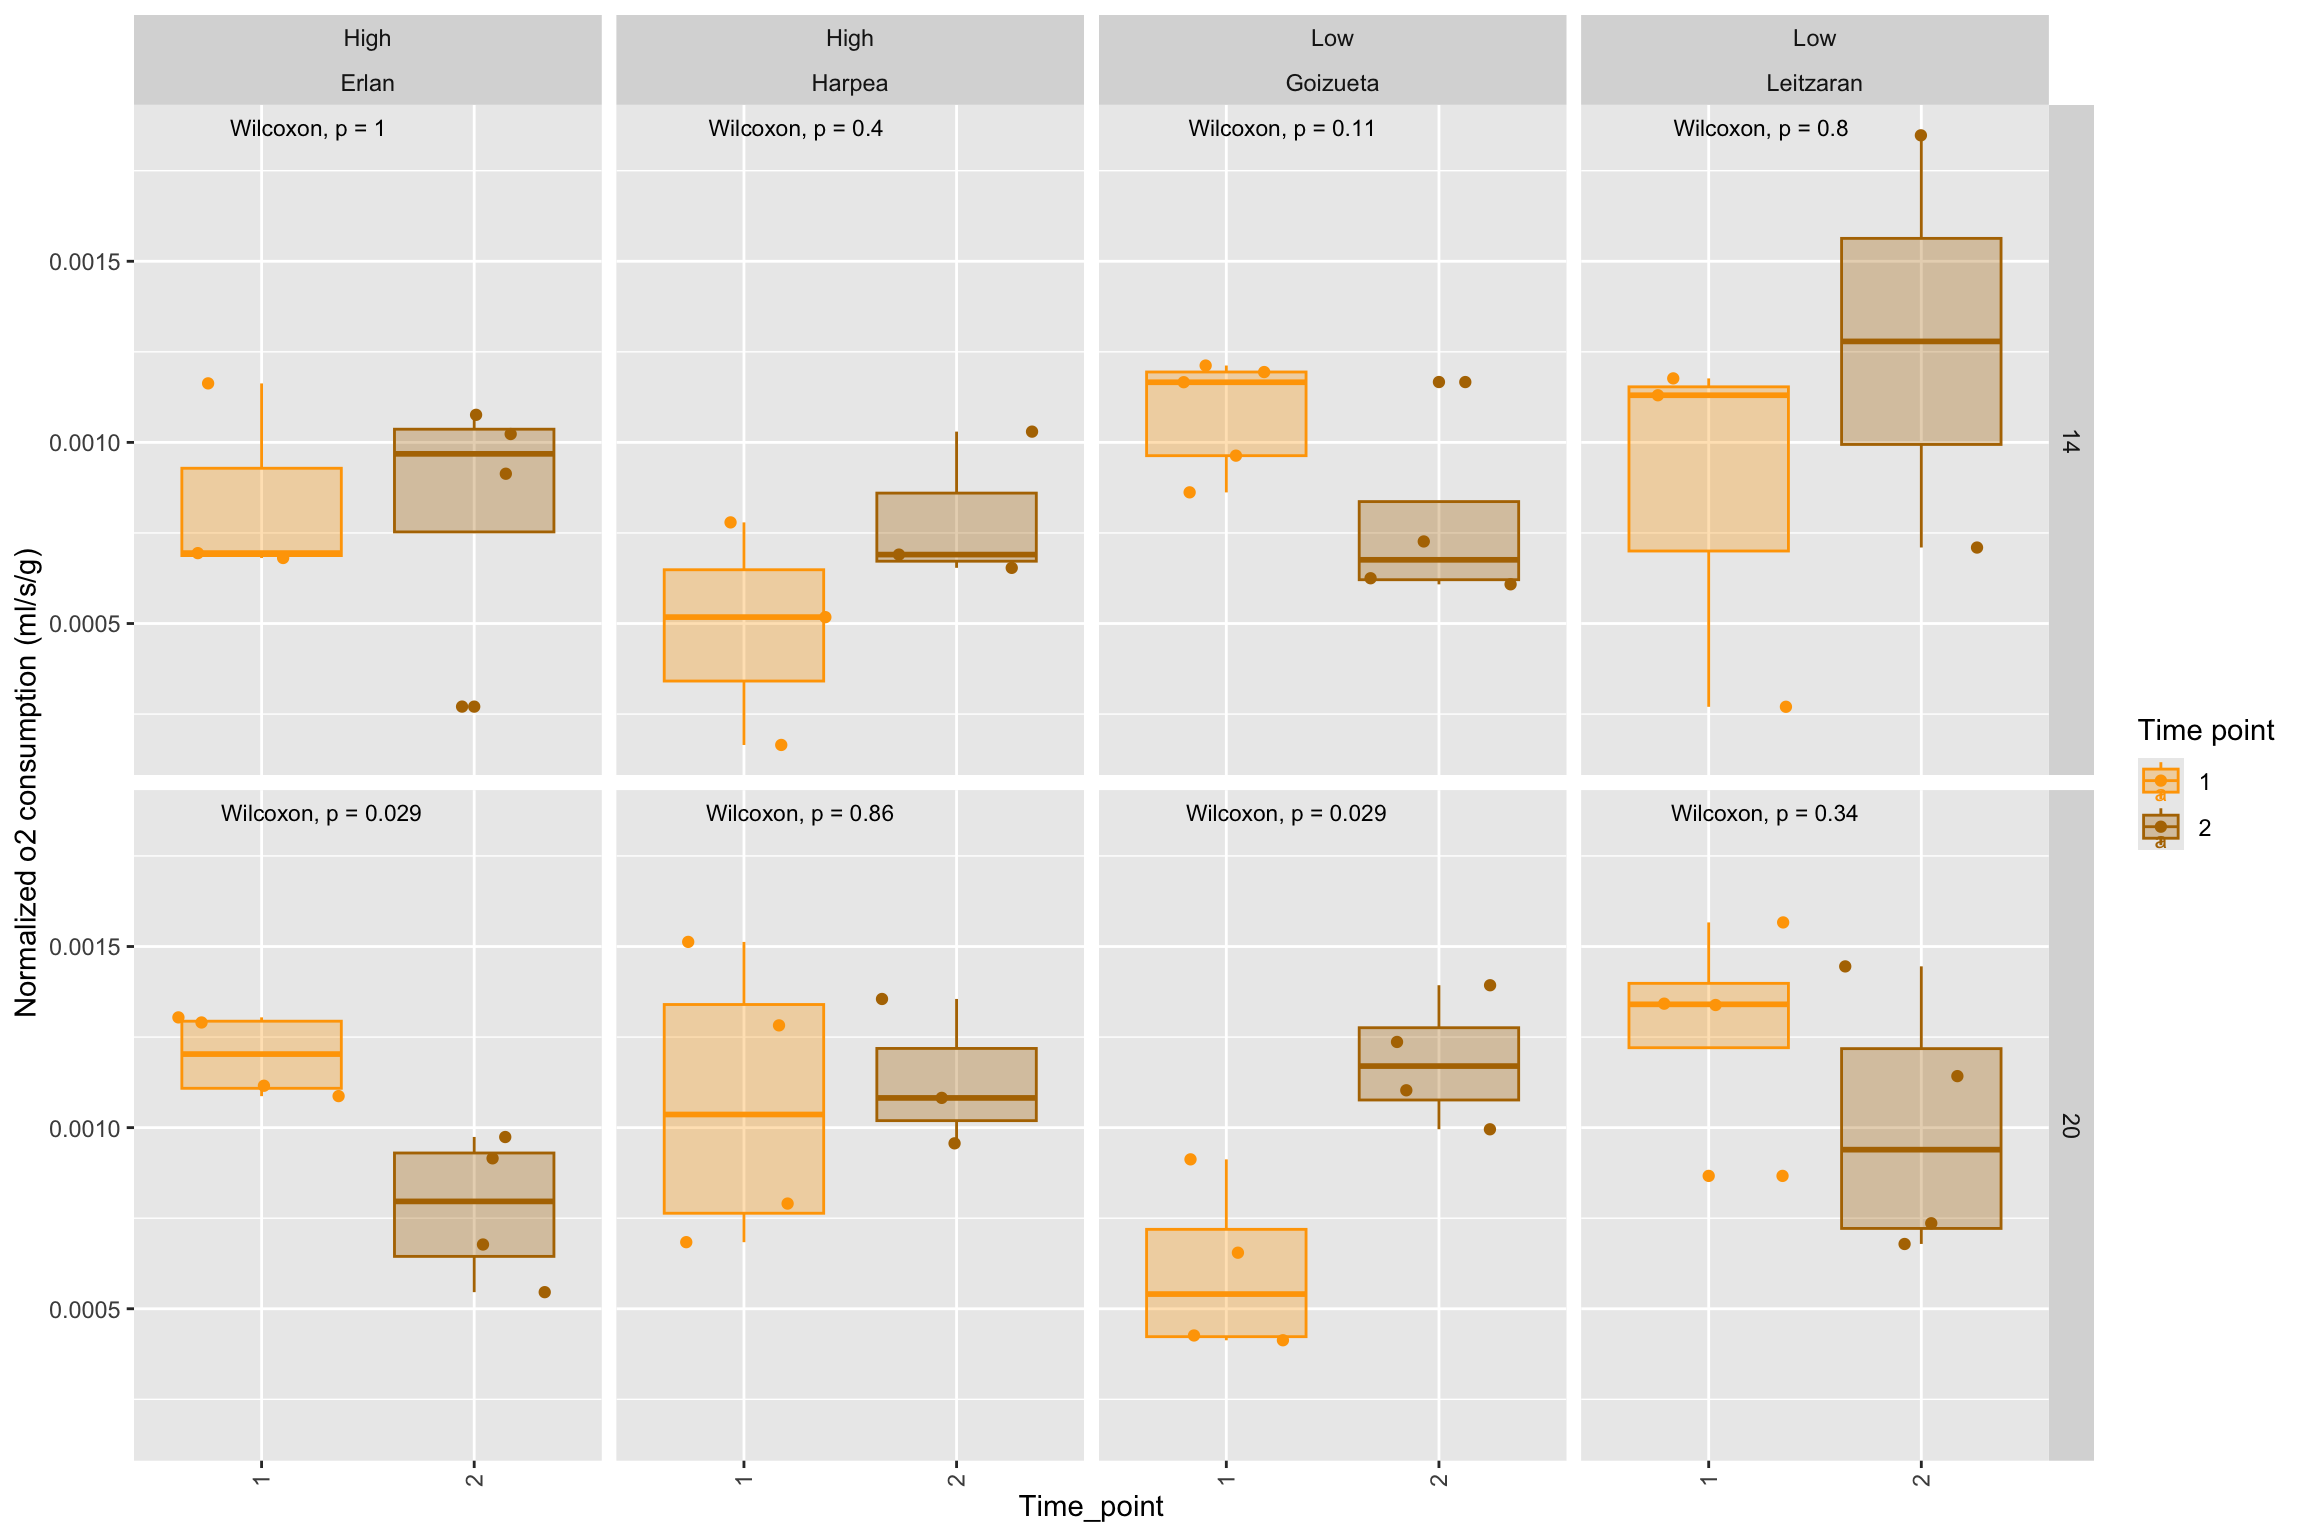 High
High
Low
Low
Erlan
Harpea
Goizueta
Leitzaran
Wilcoxon, p = 1
Wilcoxon, p = 0.4
Wilcoxon, p = 0.11
Wilcoxon, p = 0.8
0.0015
0.0010
0.0005
14
Wilcoxon, p = 0.029
Wilcoxon, p = 0.86
Wilcoxon, p = 0.029
Wilcoxon, p = 0.34
0.0015
0.0010
0.0005
20
Normalized o2 consumption (ml/s/g)
1
2
1
2
1
2
1
2
Time_point
Time point
a
1
a
2